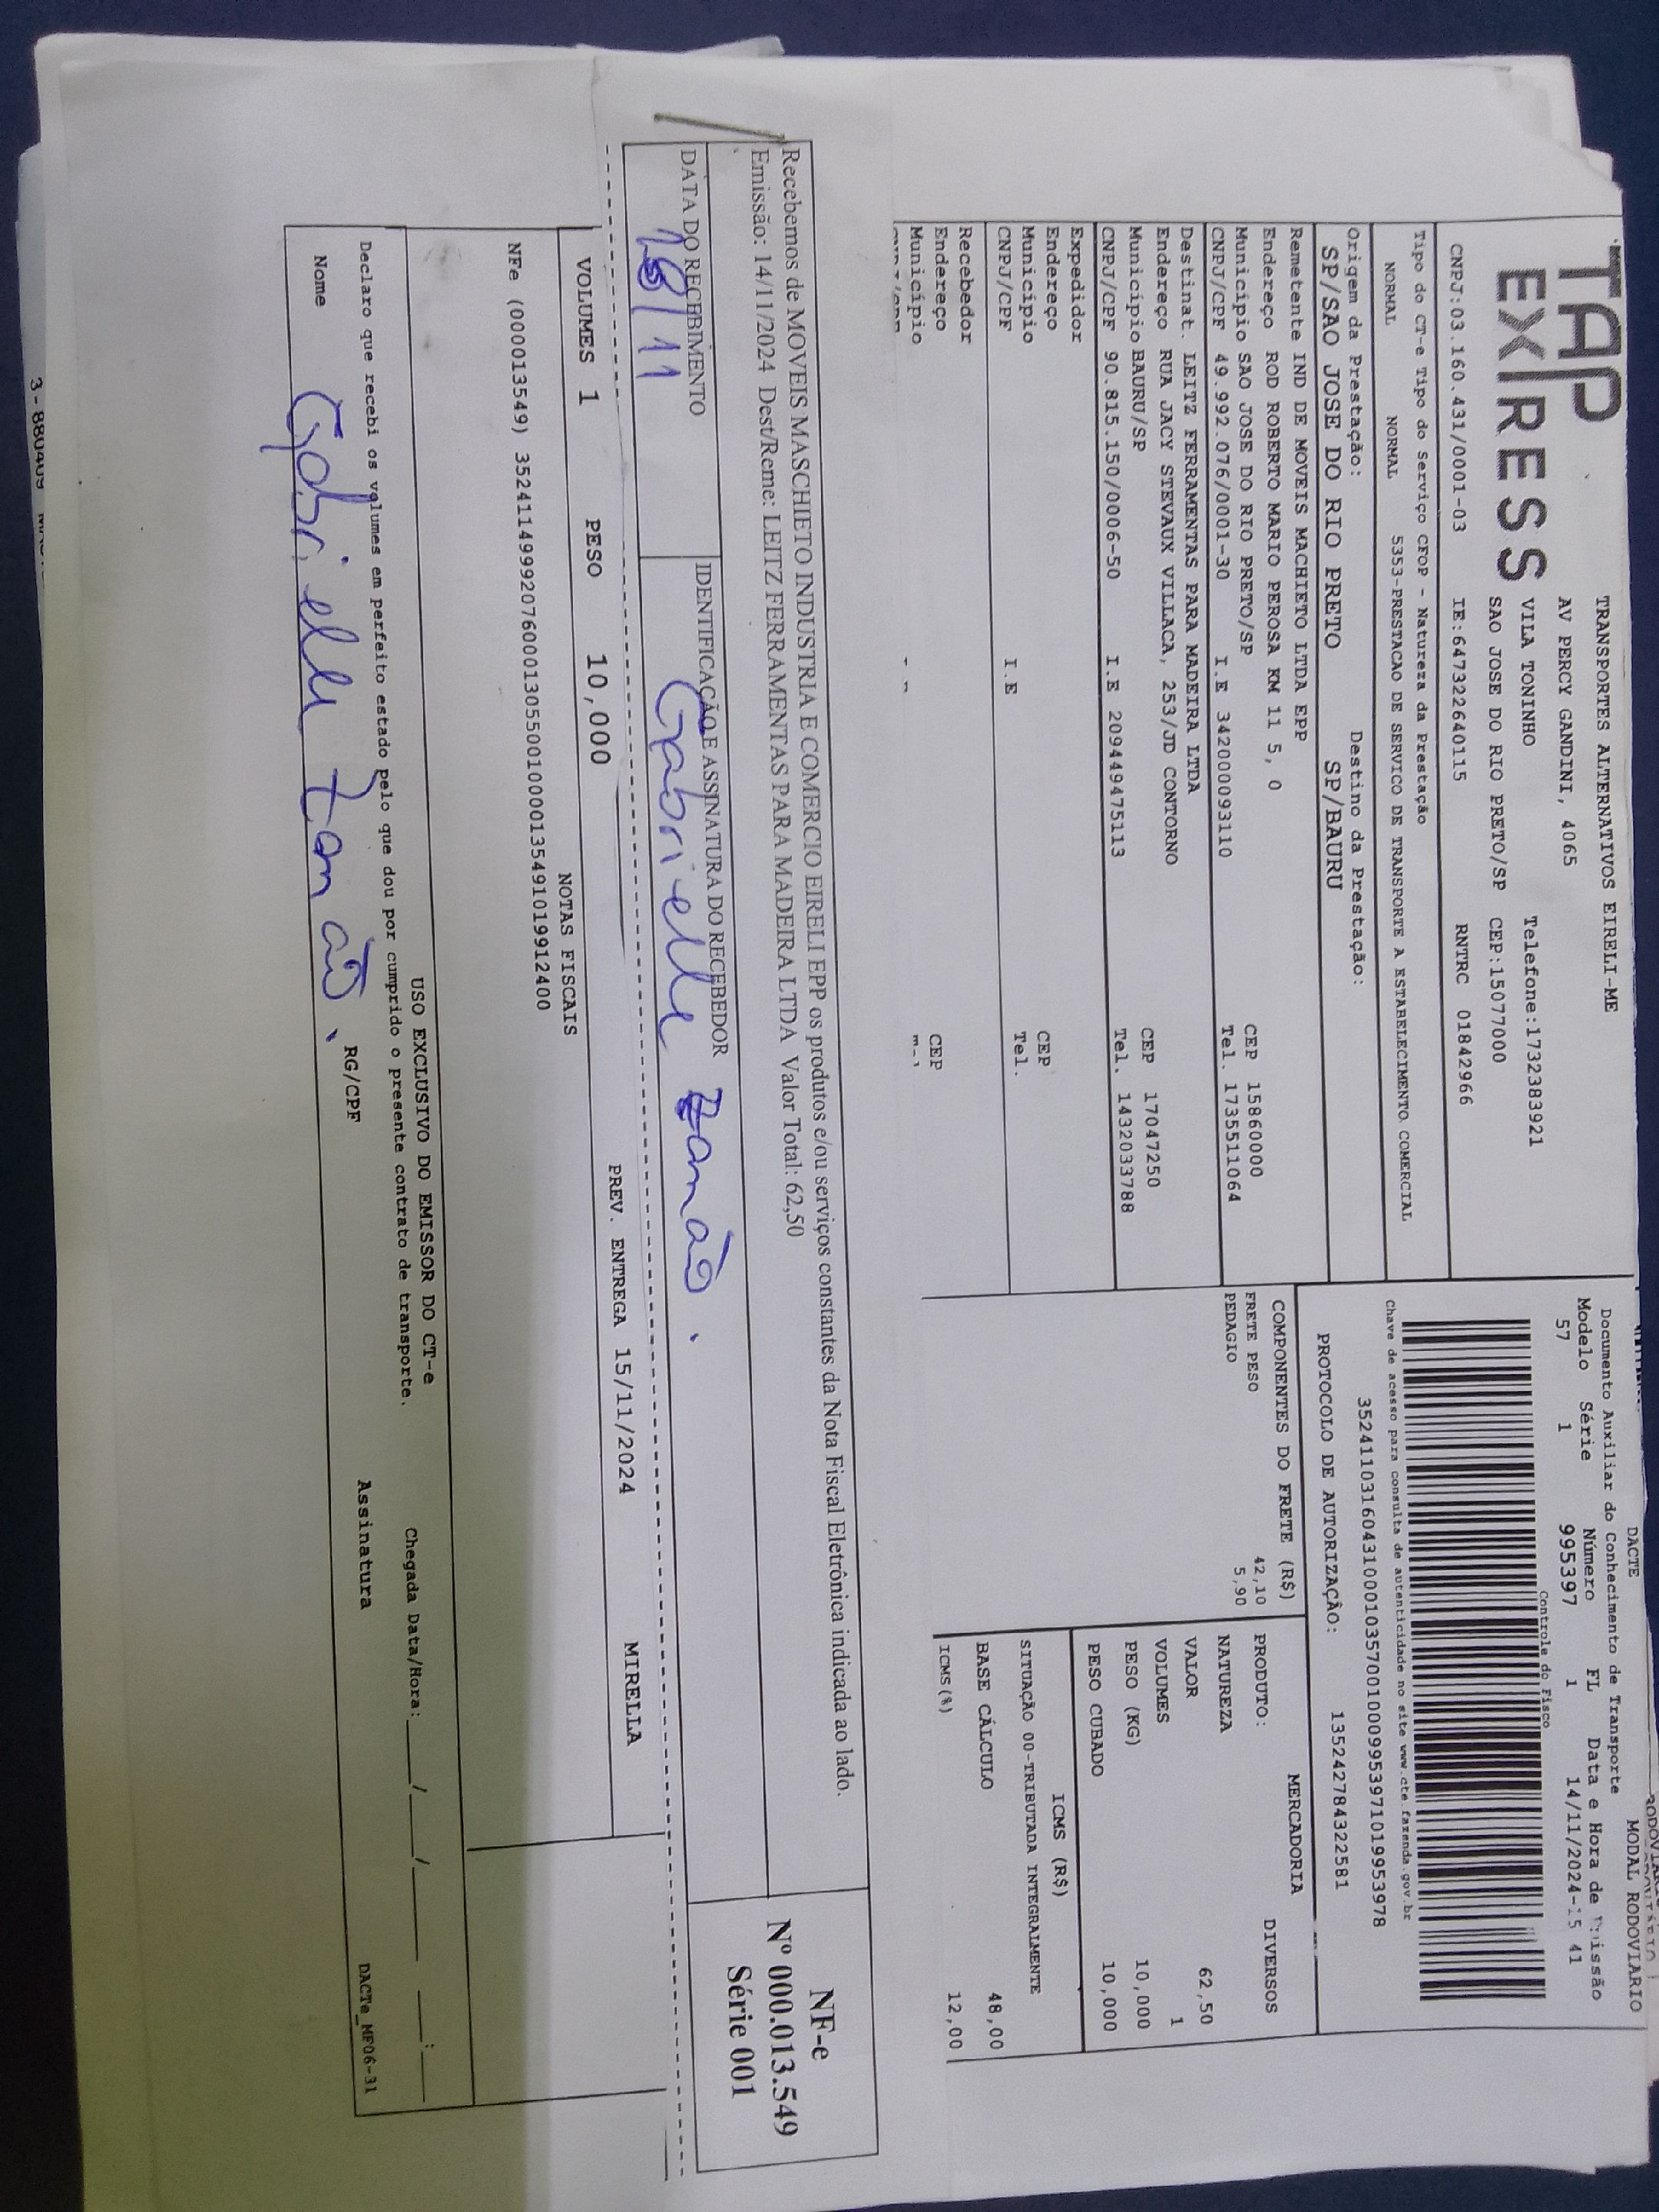 TAP EXPRESS
TRANSPORTES ALTERNATIVOS EIRELI-ME
AV PERCY GANDINI, 4065
VILA TONINHO Telefone:1732383921
SAO JOSE DO RIO PRETO/SP CEP:15077000
CNPJ:03.160.431/0001-03 IE:647322640115 RNTRC 01842966
Tipo do CT-e Tipo do Serviço CFOP - Natureza da Prestação
NORMAL NORMAL 5353-PRESTACAO DE SERVICO DE TRANSPORTE A ESTABELECIMENTO COMERCIAL
Origem da Prestação: Destino da Prestação:
SP/SAO JOSE DO RIO PRETO SP/BAURU
Remetente IND DE MOVEIS MACHIETO LTDA EPP
Endereço ROD ROBERTO MARIO PEROSA KM 11 5, 0
Município SAO JOSE DO RIO PRETO/SP CEP 15860000
CNPJ/CPF 49.992.076/0001-30 I.E 342000093110 Tel. 1735511064
Destinat. LEITZ FERRAMENTAS PARA MADEIRA LTDA
Endereço RUA JACY STEVAUX VILLACA, 253/JD CONTORNO
Município BAURU/SP CEP 17047250
CNPJ/CPF 90.815.150/0006-50 I.E 209449475113 Tel. 1432033788
Expedidor
Endereço
Município CEP
CNPJ/CPF I.E Tel.
Recebedor
Endereço
Município CEP
DACTE MODAL RODOVIARIO
Documento Auxiliar do Conhecimento de Transporte
Modelo Série Número FL Data e Hora de Emissão
57 1 995397 1 14/11/2024-15 41
Controle do Fisco
Chave de acesso para consulta de autenticidade no site www.cte.fazenda.gov.br
35241103160431000103570010009953971019953978
PROTOCOLO DE AUTORIZAÇÃO: 135242784322581
COMPONENTES DO FRETE (R$)
FRETE PESO 42,10
PEDAGIO 5,90
MERCADORIA
PRODUTO: DIVERSOS
NATUREZA
VALOR 62,50
VOLUMES 1
PESO (KG) 10,000
PESO CUBADO 10,000
ICMS (R$)
SITUAÇÃO 00-TRIBUTADA INTEGRALMENTE
BASE CÁLCULO 48,00
ICMS(%) 12,00
Recebemos de MOVEIS MASCHIETO INDUSTRIA E COMERCIO EIRELI EPP os produtos e/ou serviços constantes da Nota Fiscal Eletrônica indicada ao lado.
Emissão: 14/11/2024 Dest/Reme: LEITZ FERRAMENTAS PARA MADEIRA LTDA Valor Total: 62,50
DATA DO RECEBIMENTO IDENTIFICAÇÃO E ASSINATURA DO RECEBEDOR
18/11 Gabrielle Zamão.
NF-e
Nº 000.013.549
Série 001
VOLUMES 1 PESO 10,000 PREV. ENTREGA 15/11/2024 MIRELLA
NOTAS FISCAIS
NFe (000013549) 35241149992076000130550010000135491019912400
USO EXCLUSIVO DO EMISSOR DO CT-e
Declaro que recebi os volumes em perfeito estado pelo que dou por cumprido o presente contrato de transporte. Chegada Data/Hora:____/____/____ ___:___
Nome Gabrielle Zamão. RG/CPF Assinatura DACTe_MF06-31